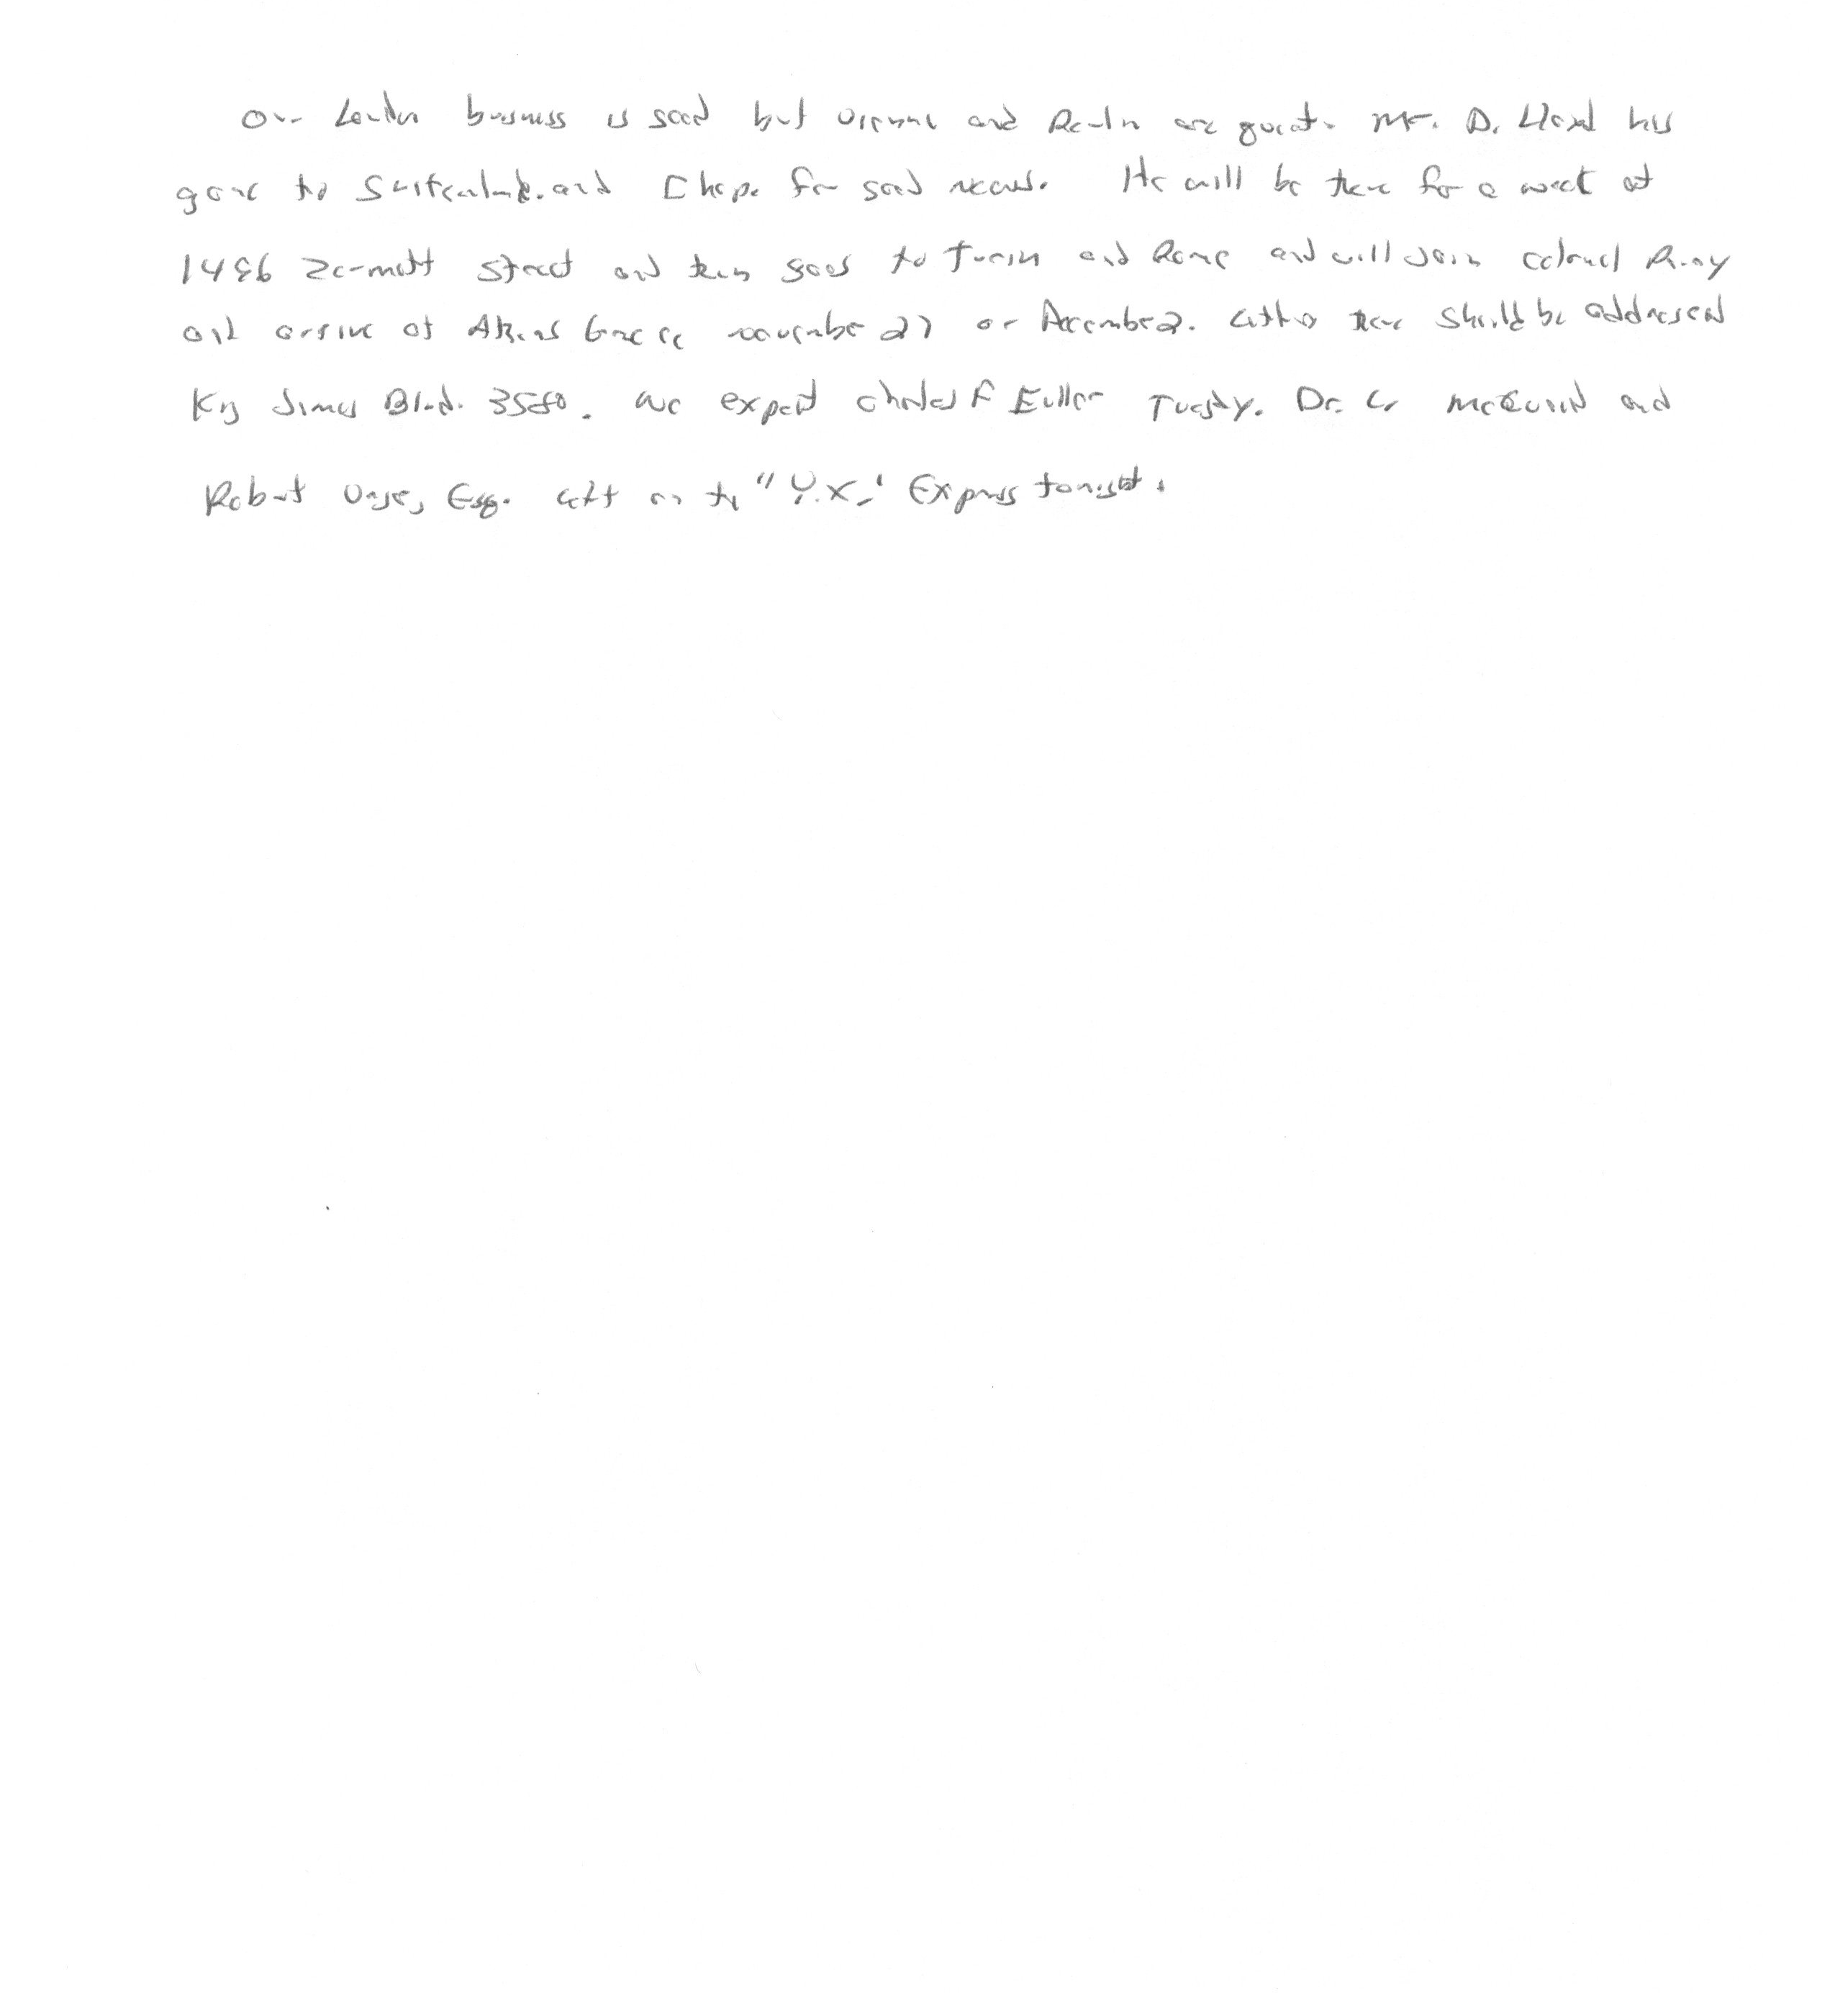 Our London business is good but Vienna and Berlin are quiet. Mr. D. Lloyd has
gone to Switzerland and I hope for good news. He will be there for a week at
1496 Zermott Street and then goes to Turin and Rome and will join Colonel Parry
and arrive at Athens Greece November 27 or December 2. Letters there should be addressed
King James Blvd. 3580. We expect Charles E Fuller Tuesday. Dr. L. McQuaid and
Robert Unger, Esq. left on the "Y.X." Express tonight.